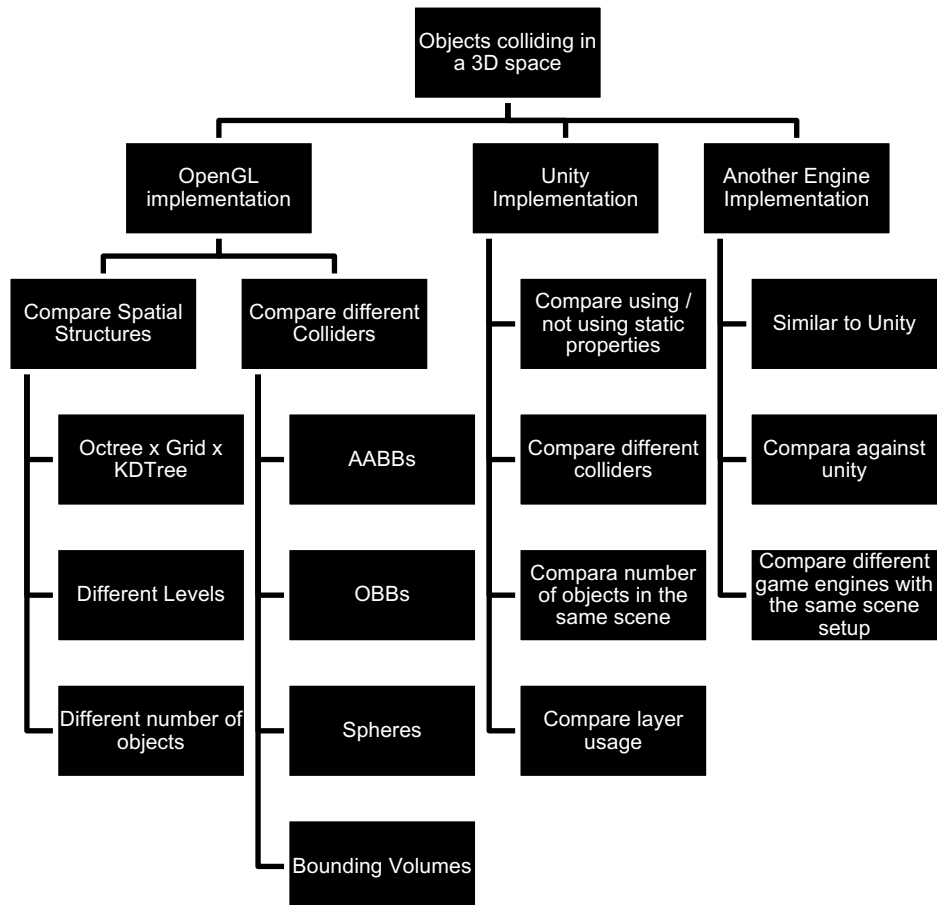 Objects colliding in
a 3D space
OpenGL
implementation
Unity
Implementation
Another Engine
Implementation
Compare Spatial
Structures
Compare different
Colliders
Compare using /
not using static
properties
Similar to Unity
Octree x Grid x
KDTree
AABBs
Compare different
colliders
Compara against
unity
Different Levels
OBBs
Compara number
of objects in the
same scene
Compare different
game engines with
the same scene
setup
Different number of
objects
Spheres
Compare layer
usage
Bounding Volumes